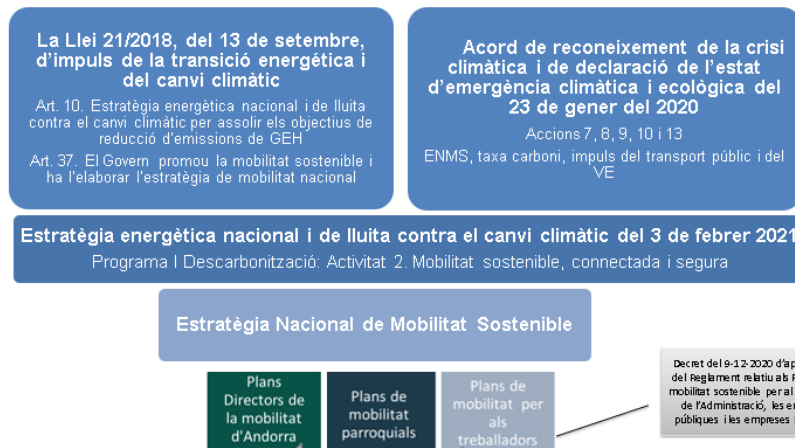 La Llei 21/2018, del 13 de setembre,
d'impuls de la transició energética i
del canvi climàtic
Art. 10. Estratègia energètica nacional i de lluita
contra el canvi climàtic per assolir els objectius de
reducció d'emissions de GEH
Art. 37. El Govern promou la mobilitat sostenible i
ha l'elaborar l'estratègia de mobilitat nacional
Acord de reconeixement de la crisi
climàtica i de declaració de l'estat
d'emergència climàtica i ecològica del
23 de gener del 2020
Accions 7, 8, 9, 10 i 13
ENMS, taxa carboni, impuls del transport públic i del
VE
Estratègia energètica nacional i de lluita contra el canvi climàtic del 3 de febrer 2021
Programa I Descarbonització: Activitat 2. Mobilitat sostenible, connectada i segura
Estratègia Nacional de Mobilitat Sostenible
Plans
Directors de
la mobilitat
d'Andorra
Plans de
mobilitat
parroquials
Plans de
mobilitat per
als
treballadors
Decret del 9-12-2020
del Reglament relatiu als
mobilitat sostenible per al
de l'Administració, les
públiques i les empreses